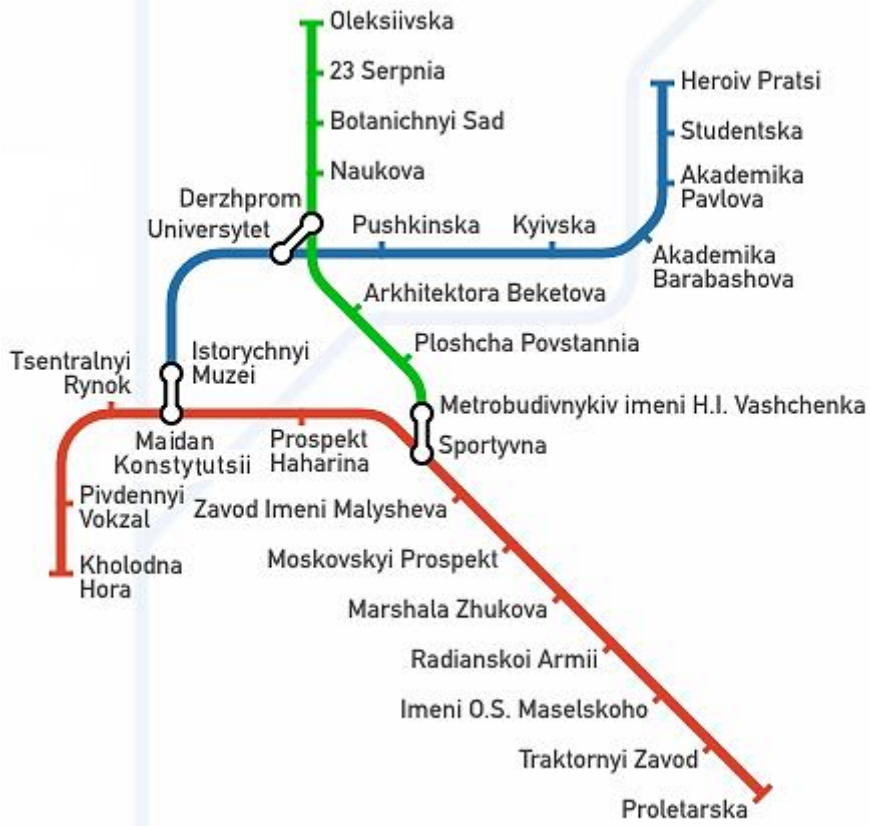 Oleksiivska
23 Serpnia
Botanichnyi Sad
Naukova
Derzhprom
Universytet
Pushkinska
Kyivska
Heroiv Pratsi
Studentska
Akademika
Pavlova
Akademika
Barabashova
Arkhitektora Beketova
Ploshcha Povstannia
Istorychnyi
Muzei
Tsentralnyi
Rynok
Metrobudivnykiv imeni H.I. Vashchenka
Maidan
Konstytutsii
Prospekt
Haharina
Sportyvna
Pivdennyi
Vokzal
Zavod Imeni Malysheva
Kholodna
Hora
Moskovskyi Prospekt
Marshala Zhukova
Radianskoi Armii
Imeni O.S. Maselskoho
Traktornyi Zavod
Proletarska